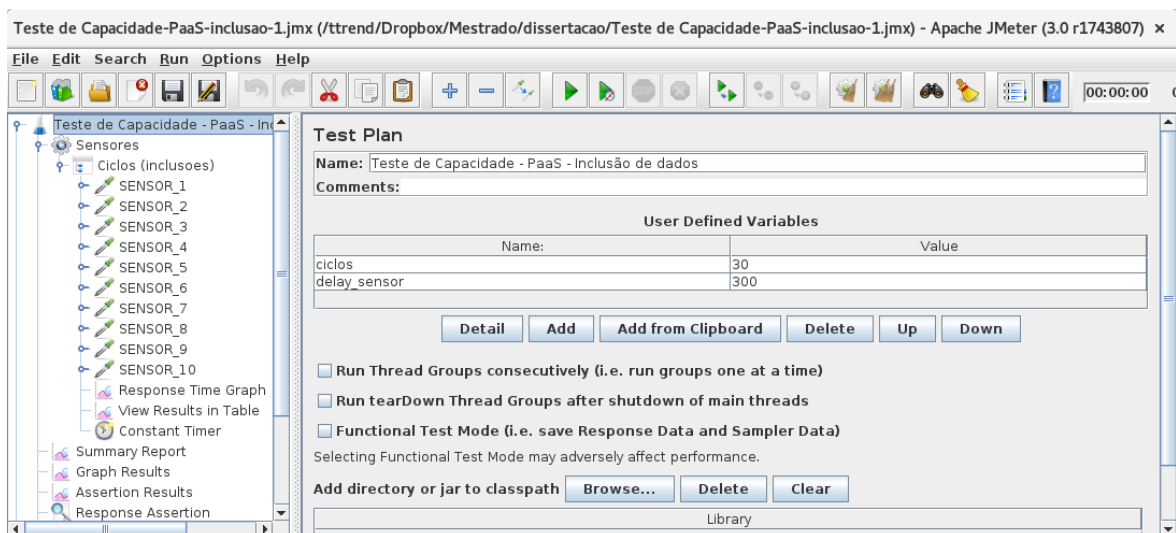 Teste de Capacidade-PaaS-inclusao-1.jmx (/ttrend/Dropbox/Mestrado/dissertacao/Teste de Capacidade-PaaS-inclusao-1.jmx) - Apache JMeter (3.0 r1743807) ×
File Edit Search Run Options Help
00:00:00
Teste de Capacidade - PaaS - In
Sensores
Ciclos (inclusoes)
SENSOR_1
SENSOR_2
SENSOR_3
SENSOR_4
SENSOR_5
SENSOR_6
SENSOR_7
SENSOR_8
SENSOR_9
SENSOR_10
Response Time Graph
View Results in Table
Constant Timer
Summary Report
Graph Results
Assertion Results
Response Assertion
Test Plan
Name: Teste de Capacidade - PaaS - Inclusão de dados
Comments:
User Defined Variables
Name: Value
ciclos 30
delay_sensor 300
Detail Add Add from Clipboard Delete Up Down
Run Thread Groups consecutively (i.e. run groups one at a time)
Run tearDown Thread Groups after shutdown of main threads
Functional Test Mode (i.e. save Response Data and Sampler Data)
Selecting Functional Test Mode may adversely affect performance.
Add directory or jar to classpath Browse... Delete Clear
Library